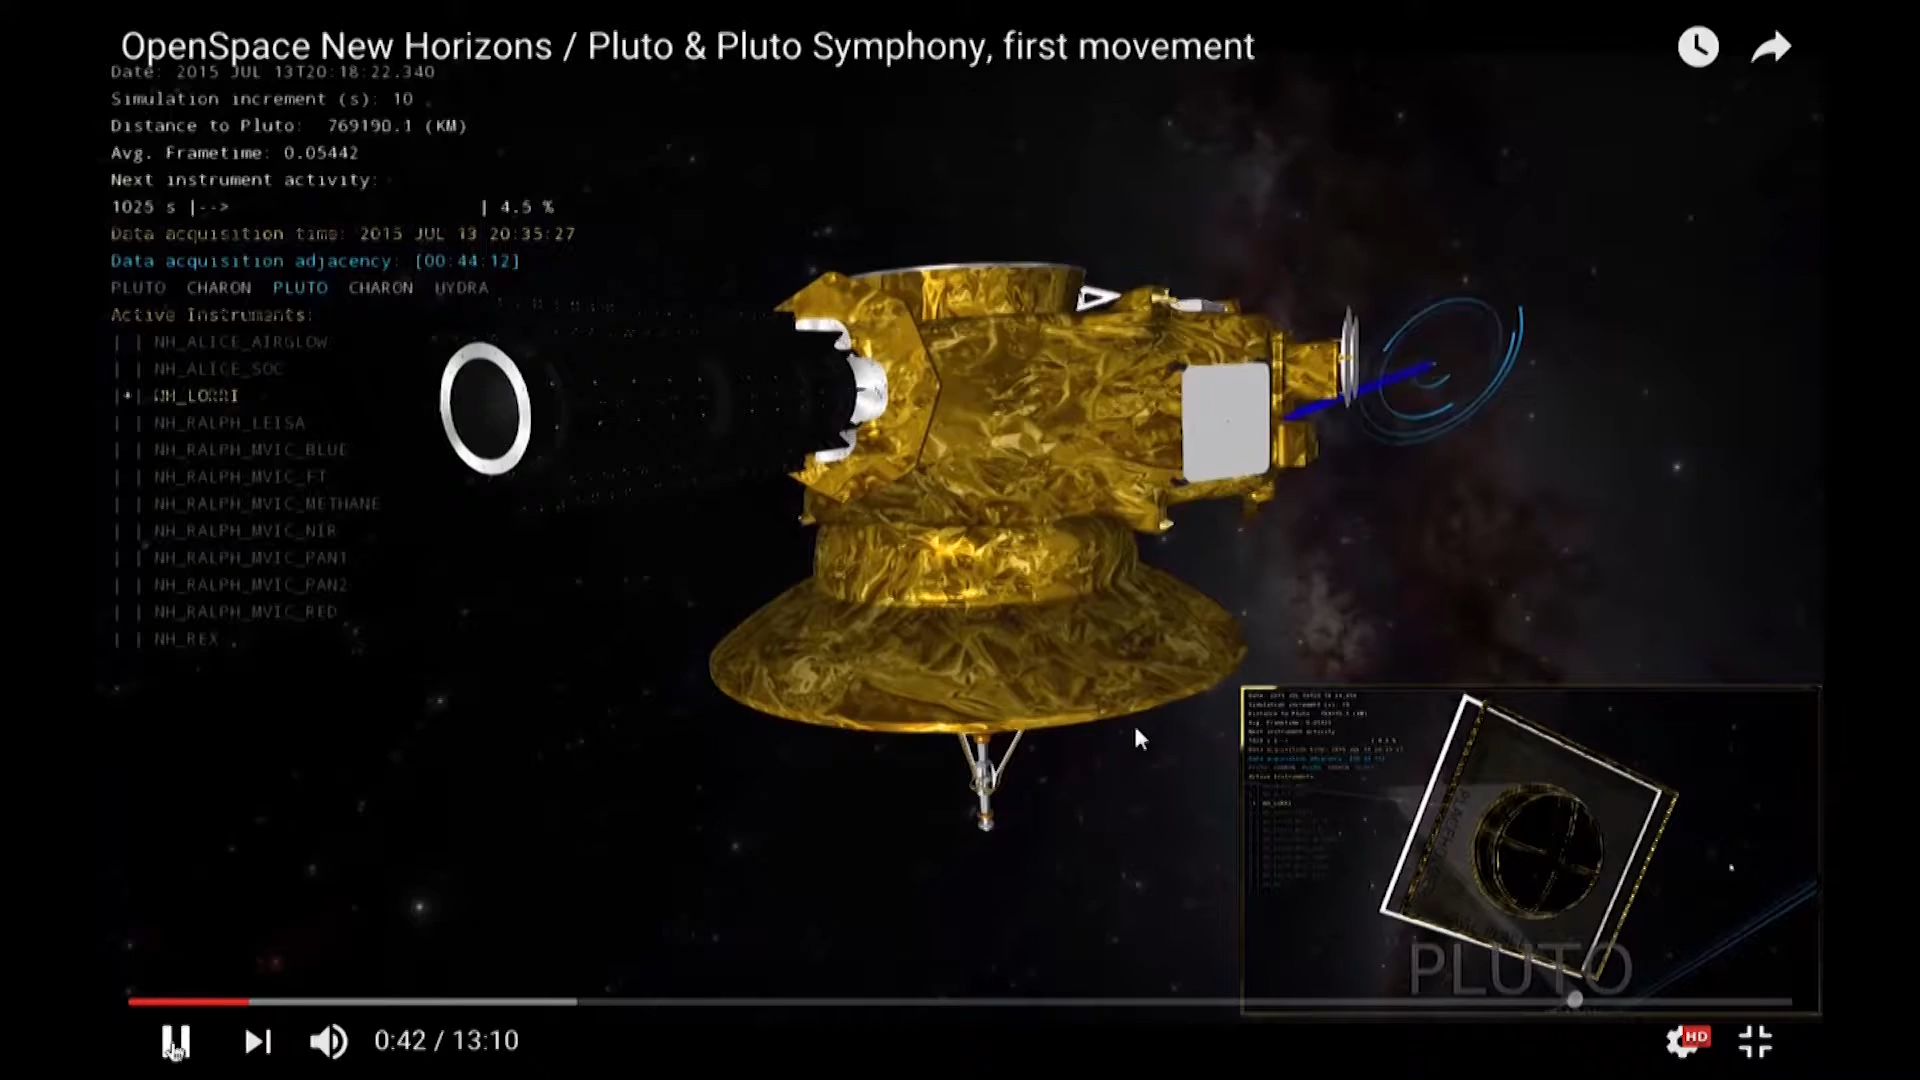 OpenSpace New Horizons / Pluto & Pluto Symphony, first movement
Date: 2015 JUL 13T20:18:22.340
Simulation increment (s): 10
Distance to Pluto: 769190.1 (KM)
Avg. Frametime: 0.05442
Next instrument activity:
1025 s |--> | 4.5 %
Data acquisition time: 2015 JUL 13 20:35:27
Data acquisition adjacency: [00:44:12]
PLUTO CHARON PLUTO CHARON HYDRA
Active Instruments:
| | NH_ALICE_AIRGLOW
| | NH_ALICE_SOC
|+| NH_LORRI
| | NH_RALPH_LEISA
| | NH_RALPH_MVIC_BLUE
| | NH_RALPH_MVIC_FT
| | NH_RALPH_MVIC_METHANE
| | NH_RALPH_MVIC_NIR
| | NH_RALPH_MVIC_PAN1
| | NH_RALPH_MVIC_PAN2
| | NH_RALPH_MVIC_RED
| | NH_REX
PLUTO
0:42 / 13:10
HD